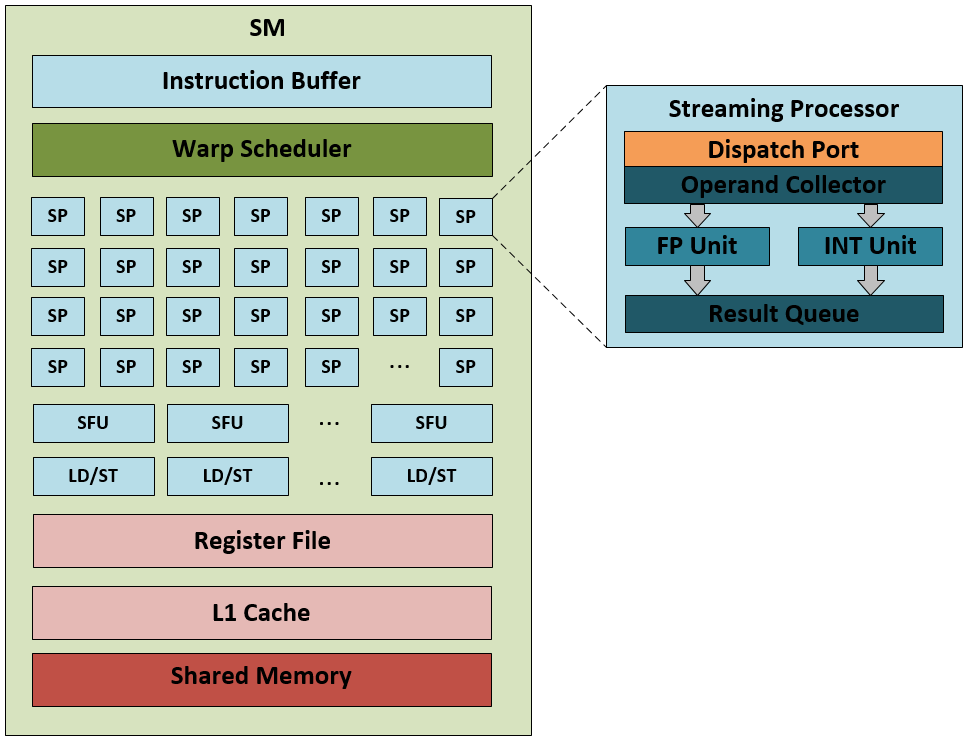 SM
Instruction Buffer
Warp Scheduler
SP SP SP SP SP SP SP
SP SP SP SP SP SP SP
SP SP SP SP SP SP SP
SP SP SP SP SP ... SP
SFU SFU ... SFU
LD/ST LD/ST ... LD/ST
Register File
L1 Cache
Shared Memory
Streaming Processor
Dispatch Port
Operand Collector
FP Unit INT Unit
Result Queue